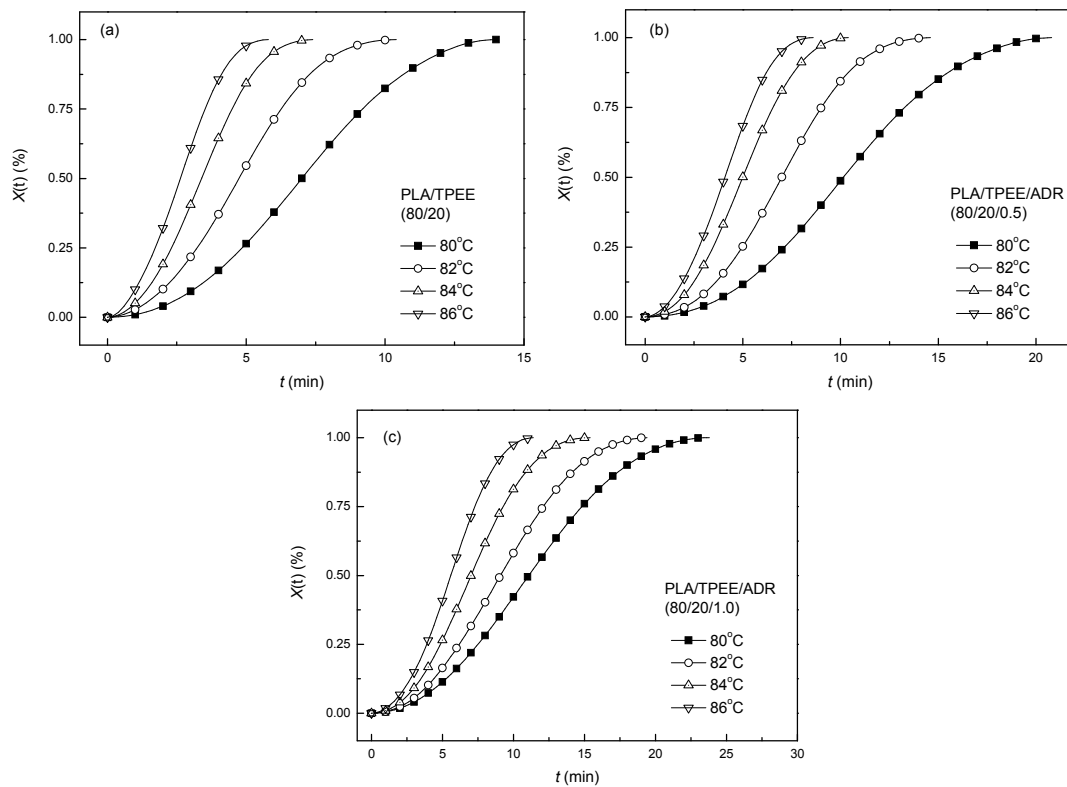 (a)
1.00
0.75
0.50
0.25
0.00
X(t) (%)
PLA/TPEE
(80/20)
80°C
82°C
84°C
86°C
0
5
10
15
t (min)
(b)
1.00
0.75
0.50
0.25
0.00
X(t) (%)
PLA/TPEE/ADR
(80/20/0.5)
80°C
82°C
84°C
86°C
0
5
10
15
20
t (min)
(c)
1.00
0.75
0.50
0.25
0.00
X(t) (%)
PLA/TPEE/ADR
(80/20/1.0)
80°C
82°C
84°C
86°C
0
5
10
15
20
25
30
t (min)